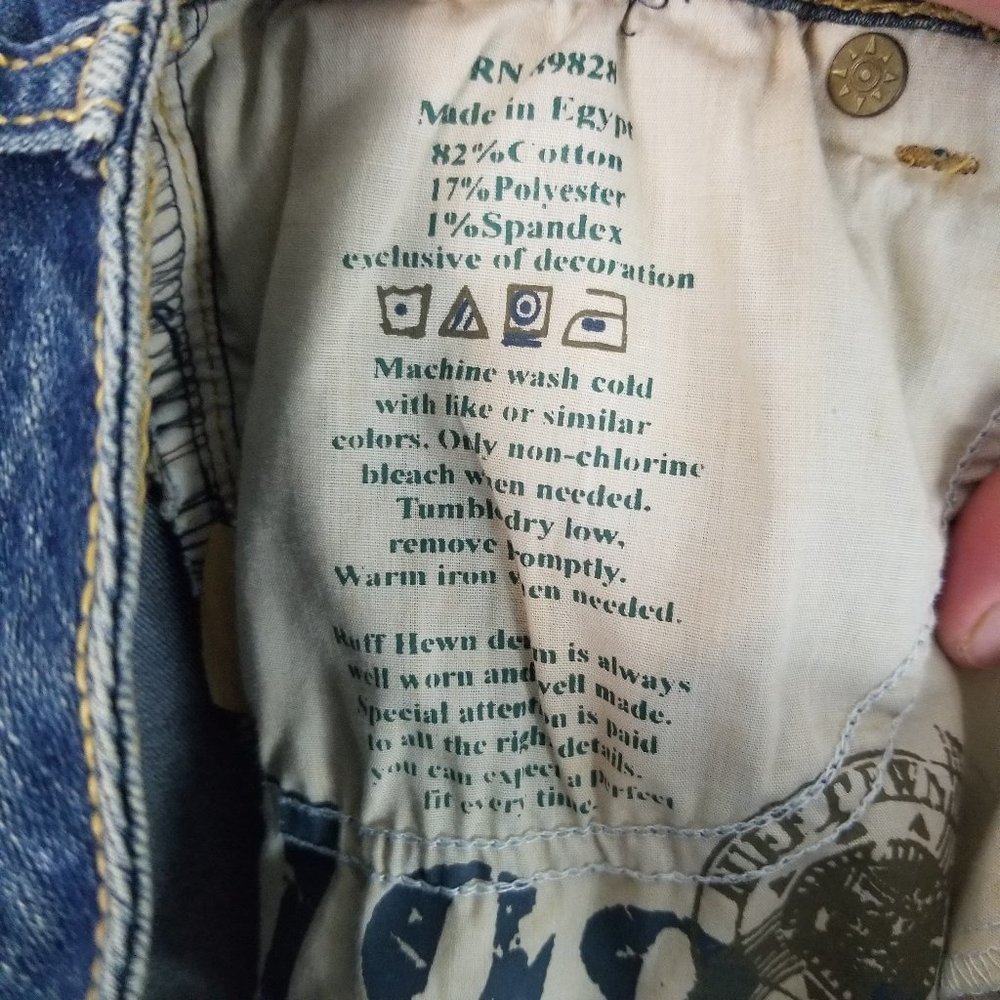 RN 49828
Made in Egypt
82%Cotton
17%Polyester
1%Spandex
exclusive of decoration
Machine wash cold
with like or similar
colors. Only non-chlorine
bleach when needed.
Tumble dry low,
remove promptly.
Warm iron when needed.
Ruff Hewn denim is always
well worn and well made.
Special attention is paid
to all the right details.
you can expect a perfect
fit every time.
RUFF HEWN